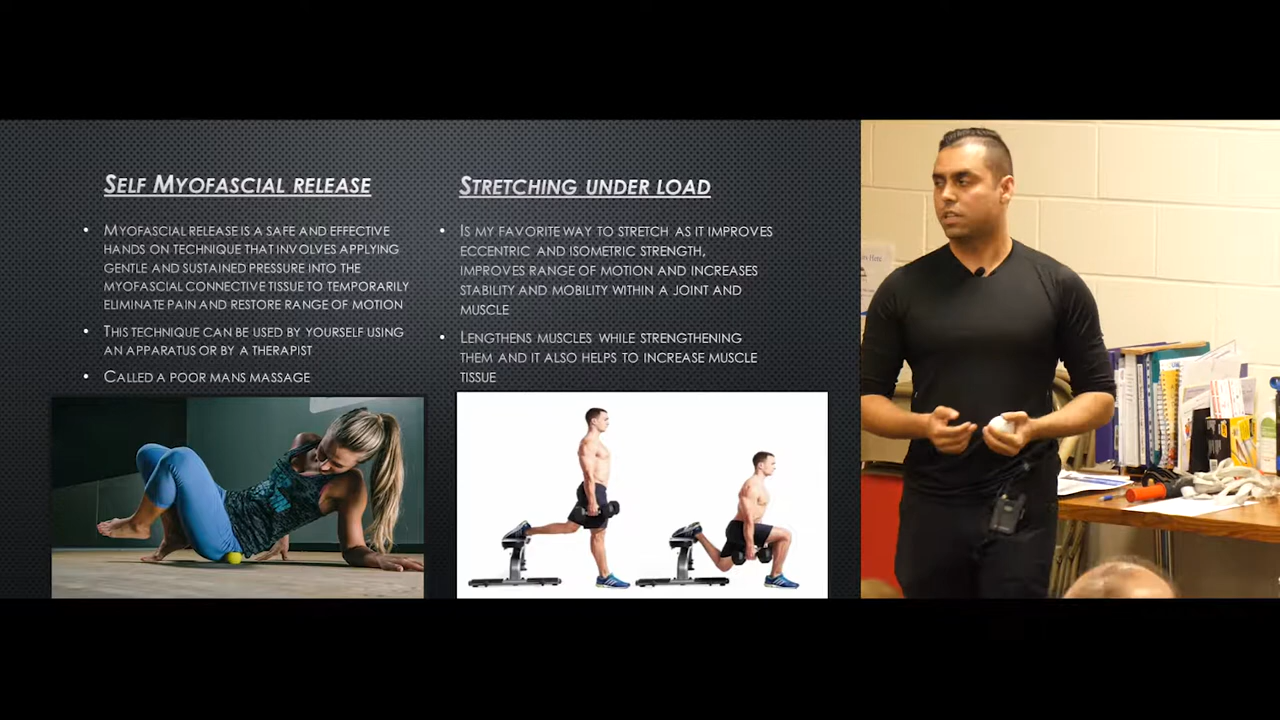 SELF MYOFASCIAL RELEASE
• MYOFASCIAL RELEASE IS A SAFE AND EFFECTIVE
HANDS ON TECHNIQUE THAT INVOLVES APPLYING
GENTLE AND SUSTAINED PRESSURE INTO THE
MYOFASCIAL CONNECTIVE TISSUE TO TEMPORARILY
ELIMINATE PAIN AND RESTORE RANGE OF MOTION
• THIS TECHNIQUE CAN BE USED BY YOURSELF USING
AN APPARATUS OR BY A THERAPIST
• CALLED A POOR MANS MASSAGE
STRETCHING UNDER LOAD
• IS MY FAVORITE WAY TO STRETCH AS IT IMPROVES
ECCENTRIC AND ISOMETRIC STRENGTH,
IMPROVES RANGE OF MOTION AND INCREASES
STABILITY AND MOBILITY WITHIN A JOINT AND
MUSCLE
• LENGTHENS MUSCLES WHILE STRENGTHENING
THEM AND IT ALSO HELPS TO INCREASE MUSCLE
TISSUE